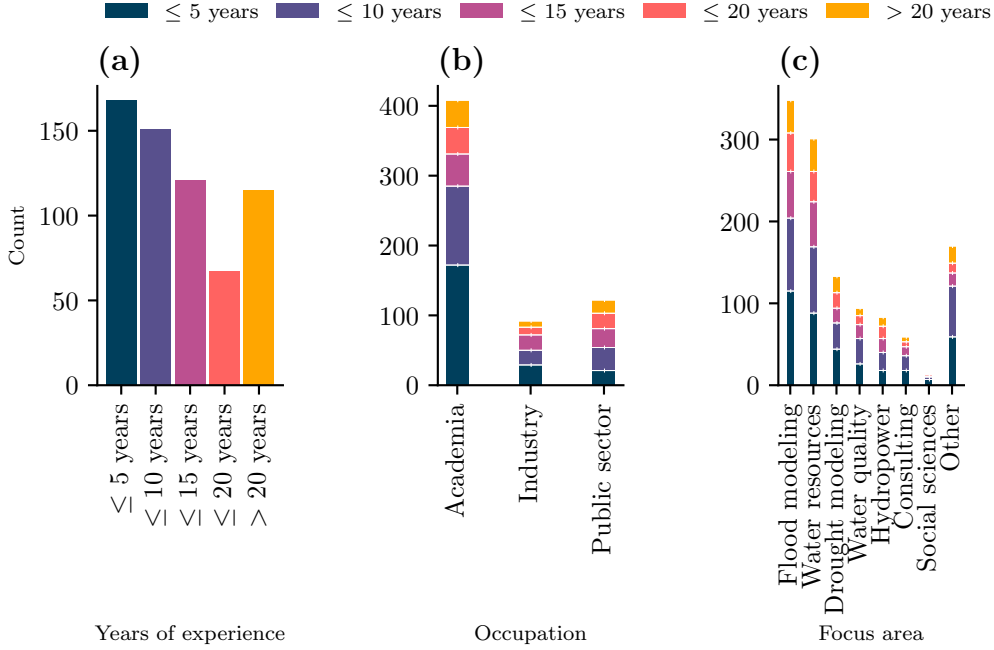 ≤ 5 years ≤ 10 years ≤ 15 years ≤ 20 years > 20 years
(a) (b) (c)
Count
150
100
50
0
≤ 5 years
≤ 10 years
≤ 15 years
≤ 20 years
> 20 years
Years of experience
400
300
200
100
0
Academia
Industry
Public sector
Occupation
300
200
100
0
Flood modeling
Water resources
Drought modeling
Water quality
Hydropower
Consulting
Social sciences
Other
Focus area